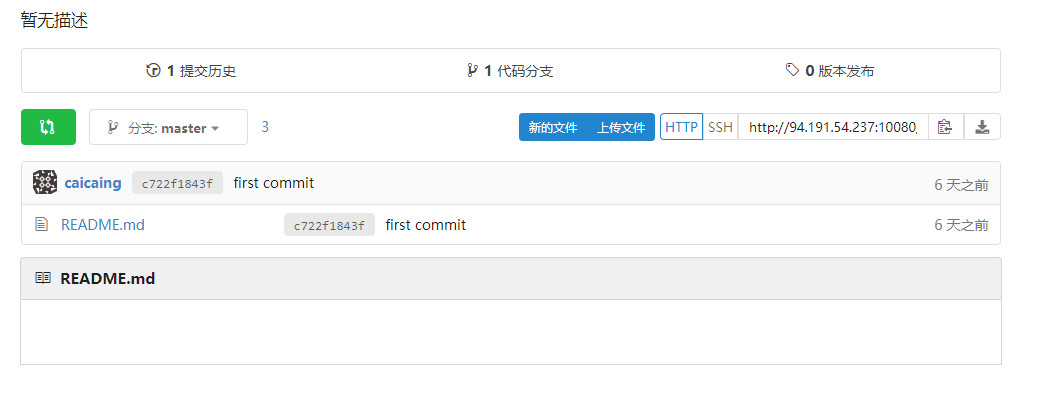 暂无描述
1 提交历史 1 代码分支 0 版本发布
分支: master 3 新的文件 上传文件 HTTP SSH http://94.191.54.237:10080,
caicaing c722f1843f first commit 6 天之前
README.md c722f1843f first commit 6 天之前
README.md